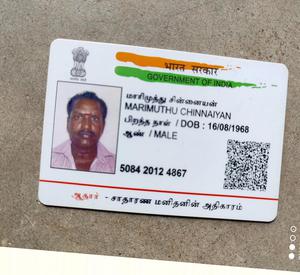 भारत सरकार
GOVERNMENT OF INDIA
மாரிமுத்து சின்னையன்
MARIMUTHU CHINNAIYAN
பிறந்த நாள் / DOB : 16/08/1968
ஆண் / MALE
5084 2012 4867
ஆதார் - சாதாரண மனிதனின் அதிகாரம்